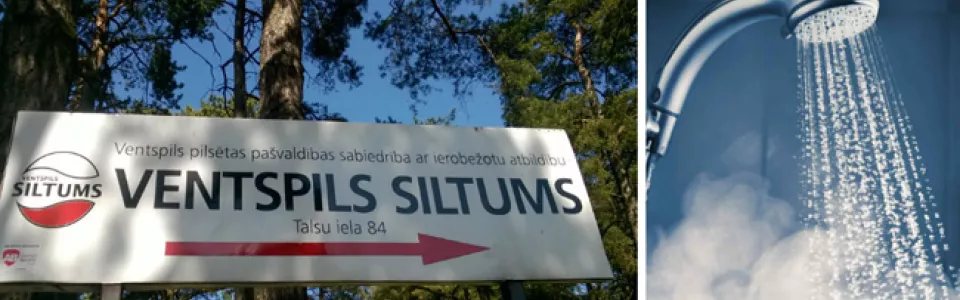 Ventspils pilsētas pašvaldības sabiedrība ar ierobežotu atbildību
VENTSPILS SILTUMS
Talsu iela 84
VENTSPILS
SILTUMS